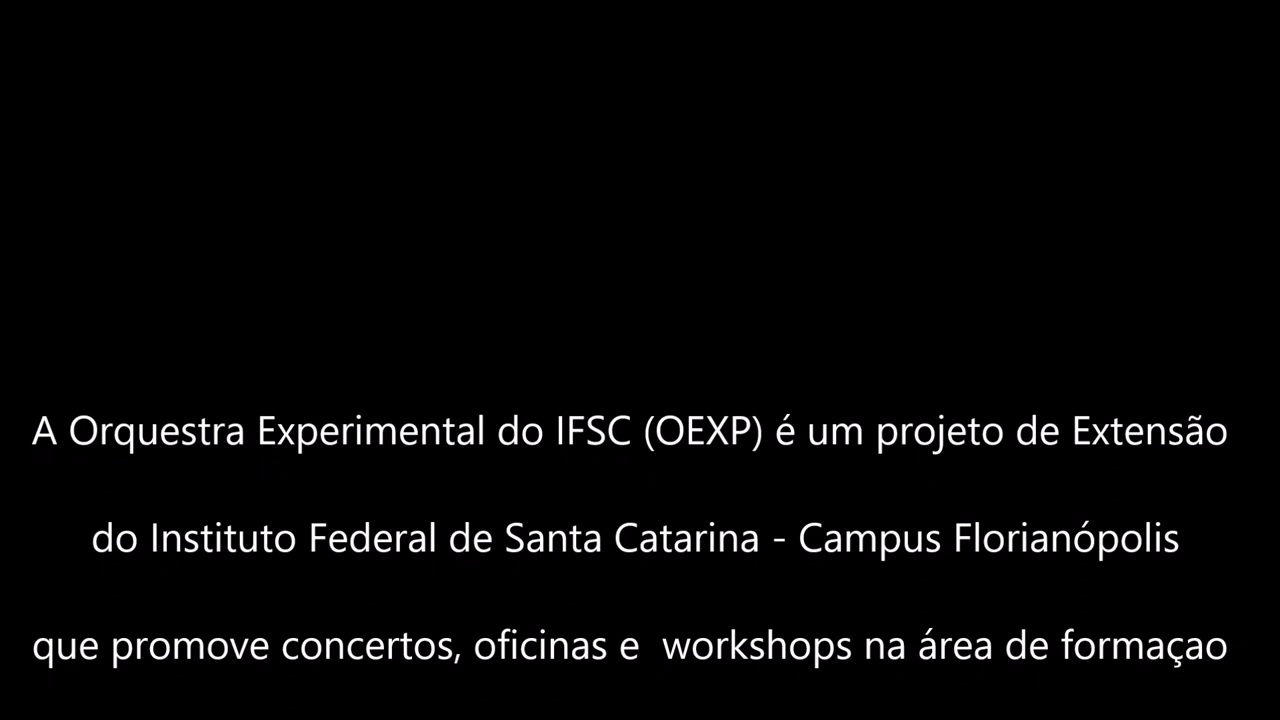 A Orquestra Experimental do IFSC (OEXP) é um projeto de Extensão
do Instituto Federal de Santa Catarina - Campus Florianópolis
que promove concertos, oficinas e  workshops na área de formaçao